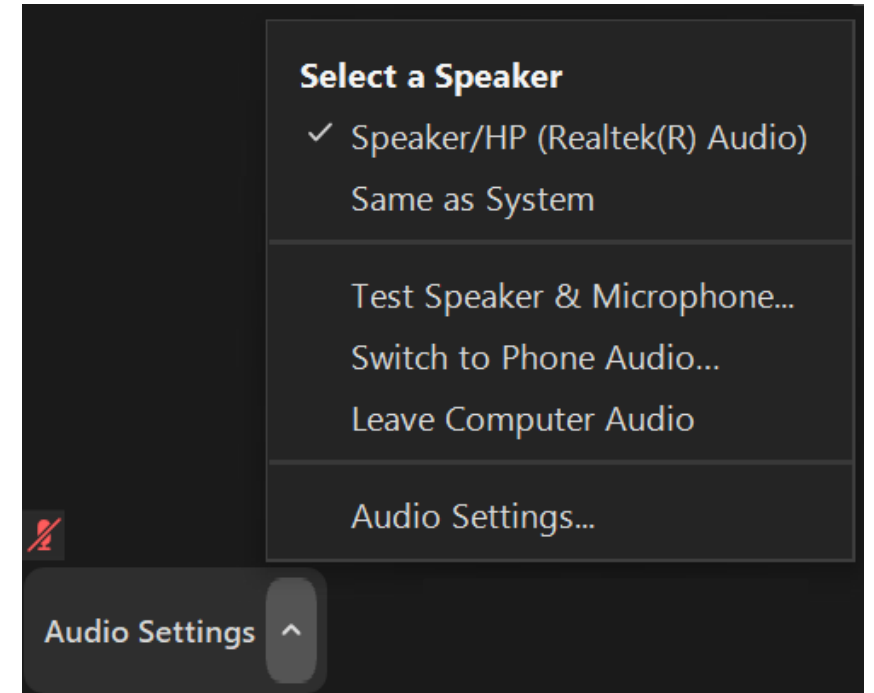 Select a Speaker
Speaker/HP (Realtek(R) Audio)
Same as System
Test Speaker & Microphone...
Switch to Phone Audio...
Leave Computer Audio
Audio Settings...
Audio Settings